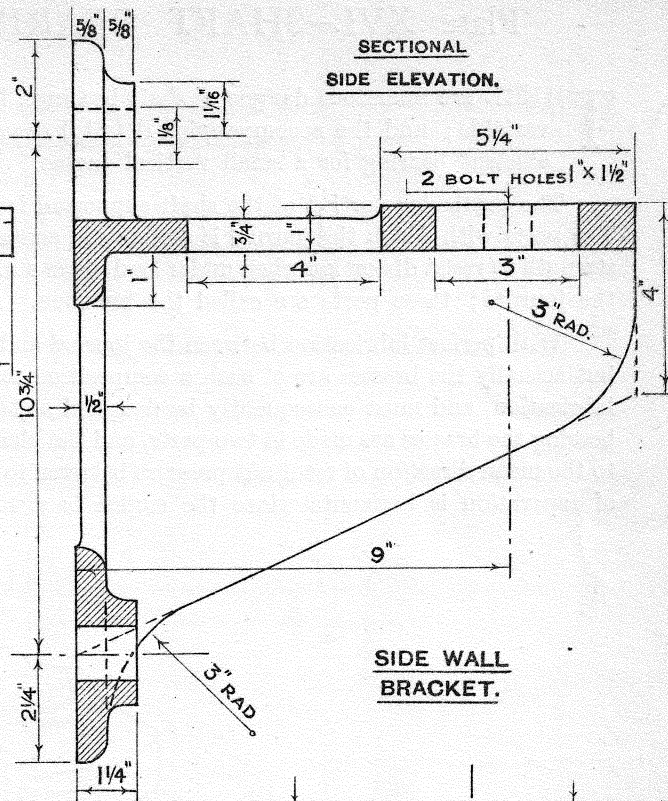 5/8" 5/8"
SECTIONAL
SIDE ELEVATION.
2"
1 1/16"
1 1/8"
5 1/4"
2 BOLT HOLES 1" X 1 1/2"
3/4"
1"
4"
3"
1"
4"
3" RAD.
10 3/4"
1/2"
9"
SIDE WALL
BRACKET.
3" RAD
2 1/4"
1 1/4"